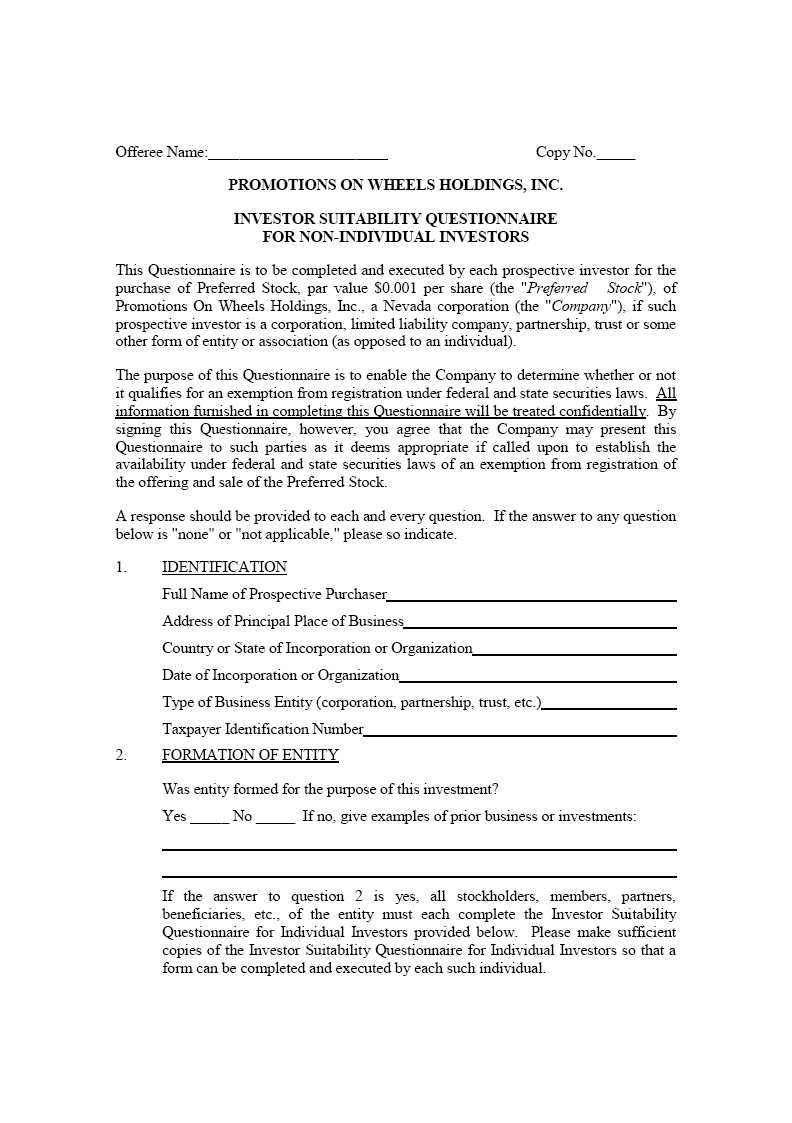 Offeree Name:_______________________ Copy No._____
PROMOTIONS ON WHEELS HOLDINGS, INC.
INVESTOR SUITABILITY QUESTIONNAIRE
FOR NON-INDIVIDUAL INVESTORS
This Questionnaire is to be completed and executed by each prospective investor for the
purchase of Preferred Stock, par value $0.001 per share (the "Preferred Stock"), of
Promotions On Wheels Holdings, Inc., a Nevada corporation (the "Company"), if such
prospective investor is a corporation, limited liability company, partnership, trust or some
other form of entity or association (as opposed to an individual).
The purpose of this Questionnaire is to enable the Company to determine whether or not
it qualifies for an exemption from registration under federal and state securities laws. All
information furnished in completing this Questionnaire will be treated confidentially. By
signing this Questionnaire, however, you agree that the Company may present this
Questionnaire to such parties as it deems appropriate if called upon to establish the
availability under federal and state securities laws of an exemption from registration of
the offering and sale of the Preferred Stock.
A response should be provided to each and every question. If the answer to any question
below is "none" or "not applicable," please so indicate.
1. IDENTIFICATION
Full Name of Prospective Purchaser
Address of Principal Place of Business
Country or State of Incorporation or Organization
Date of Incorporation or Organization
Type of Business Entity (corporation, partnership, trust, etc.)
Taxpayer Identification Number
2. FORMATION OF ENTITY
Was entity formed for the purpose of this investment?
Yes _____ No _____ If no, give examples of prior business or investments:
If the answer to question 2 is yes, all stockholders, members, partners,
beneficiaries, etc., of the entity must each complete the Investor Suitability
Questionnaire for Individual Investors provided below. Please make sufficient
copies of the Investor Suitability Questionnaire for Individual Investors so that a
form can be completed and executed by each such individual.